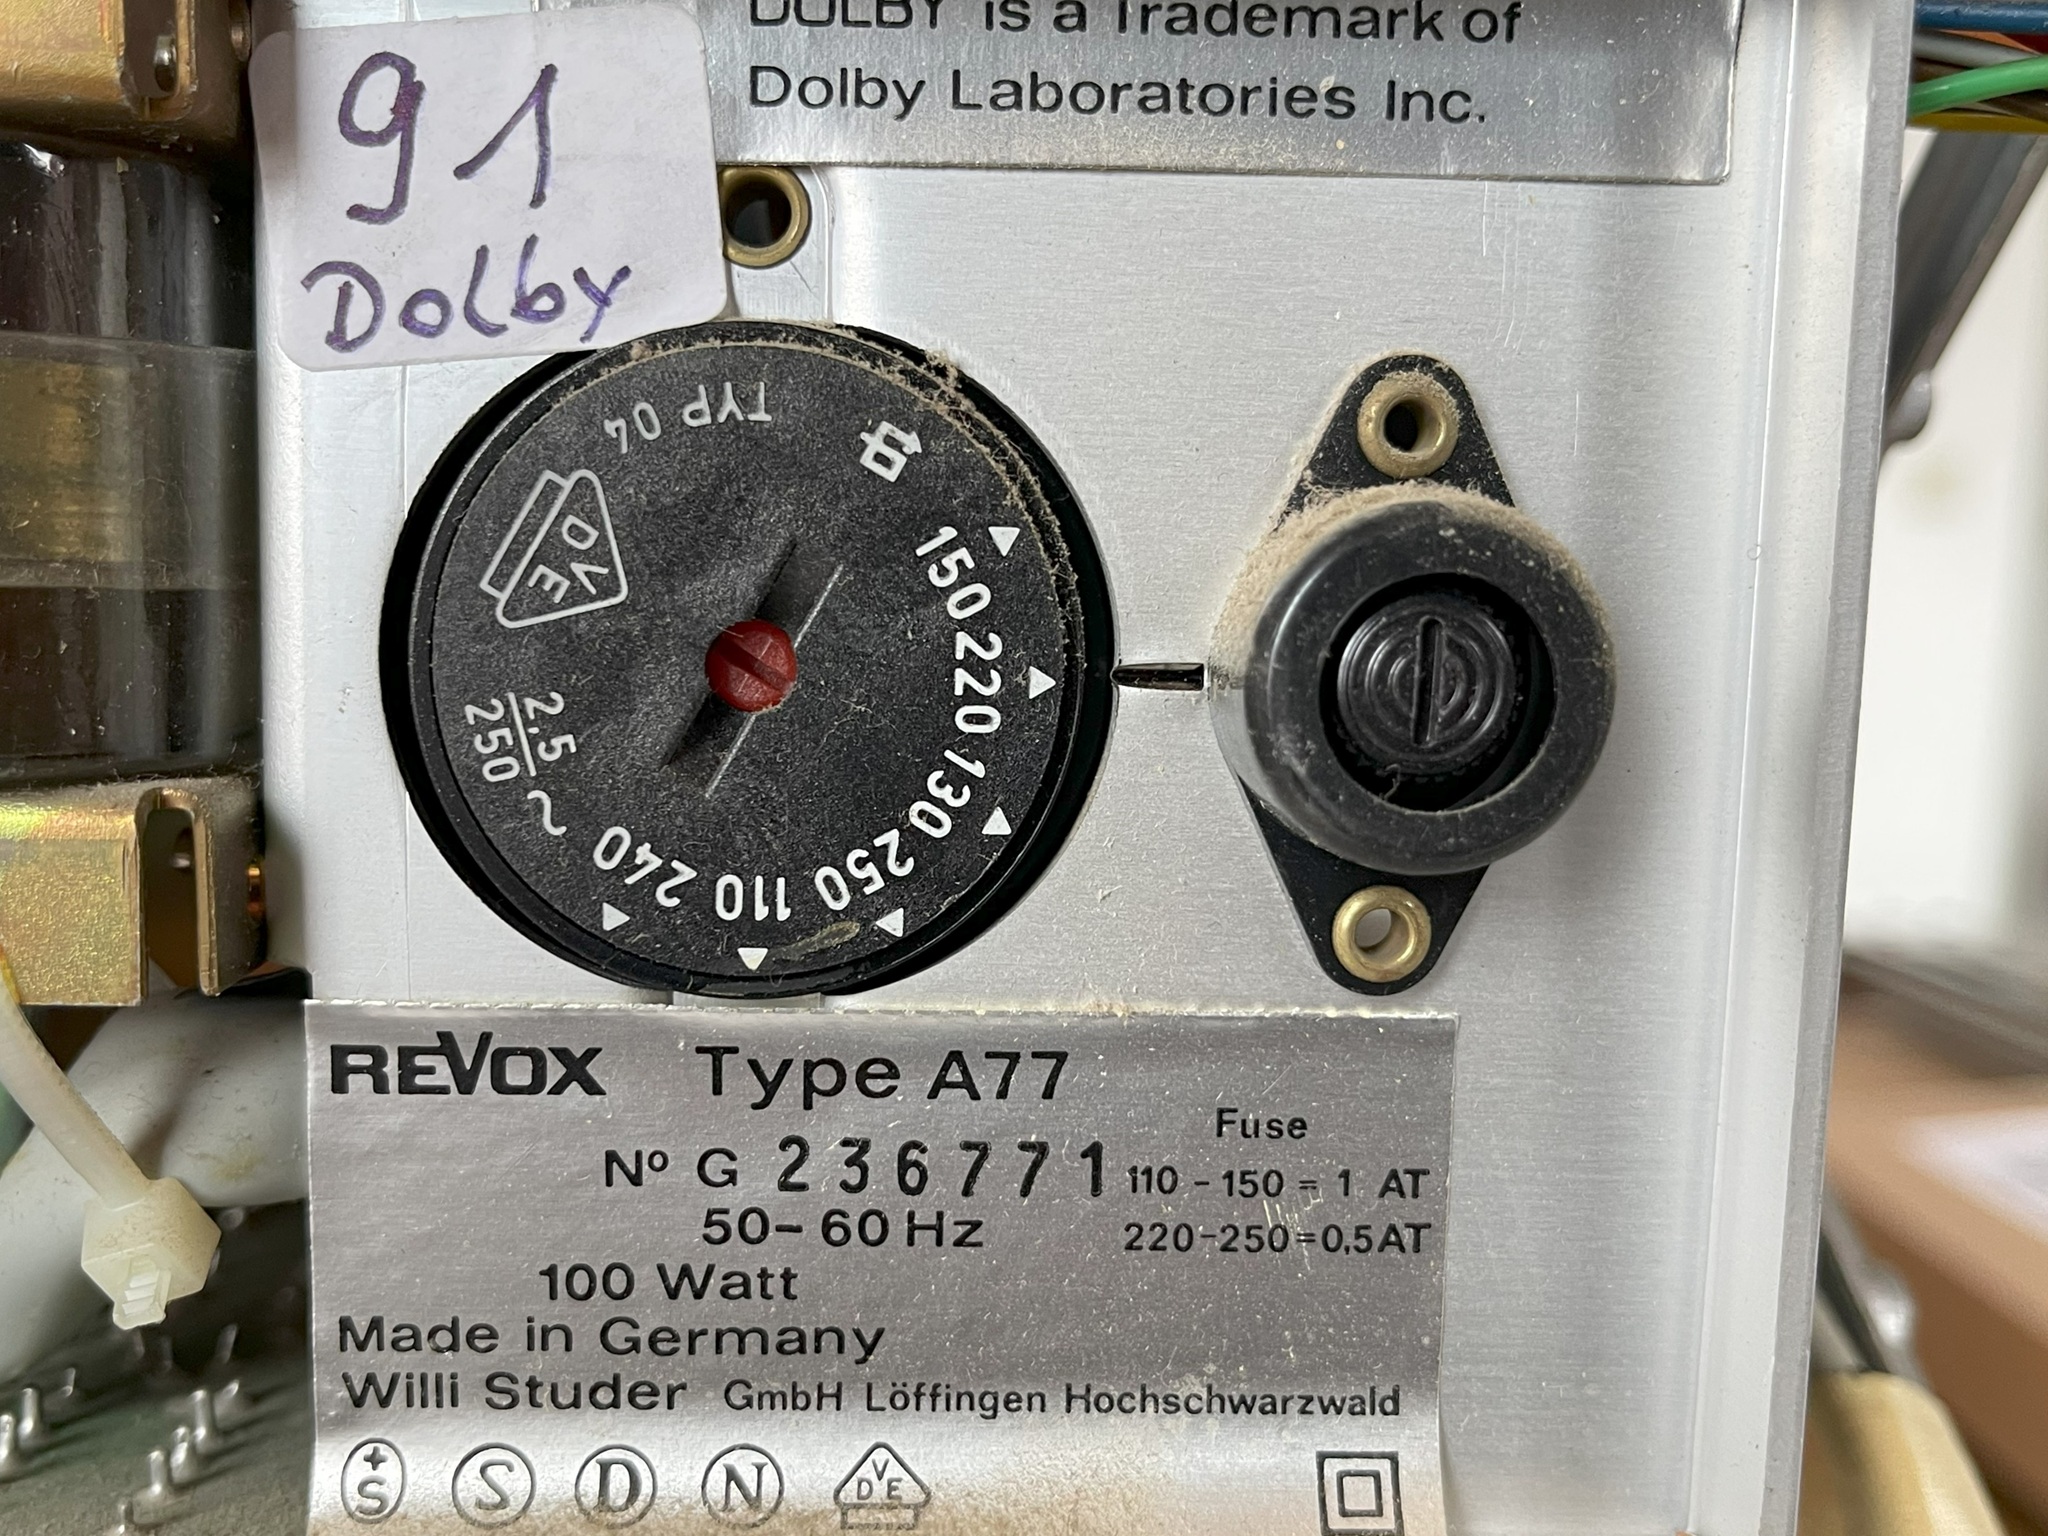 DOLBY is a Trademark of
Dolby Laboratories Inc.
91
Dolby
TYP 04
DVE
2,5
250 ~
150 220 130 250 110 240
REVOX Type A77
Nº G 236771
50-60 Hz
100 Watt
Fuse
110-150=1 AT
220-250=0,5AT
Made in Germany
Willi Studer GmbH Löffingen Hochschwarzwald
+S S D N DVE